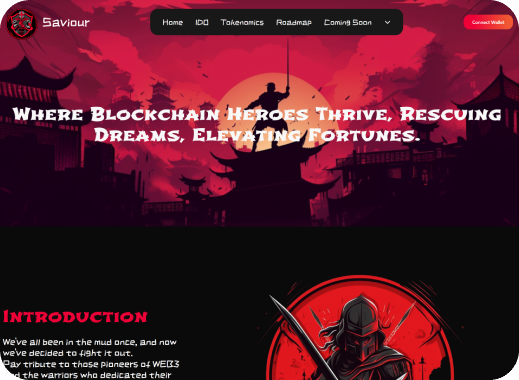 Saviour
Home IDO Tokenomics Roadmap Coming Soon
Connect Wallet
Where Blockchain Heroes Thrive, Rescuing
Dreams, Elevating Fortunes.
Introduction
We've all been in the mud once, and now
we've decided to fight it out.
Pay tribute to those pioneers of WEB3
and the warriors who dedicated their